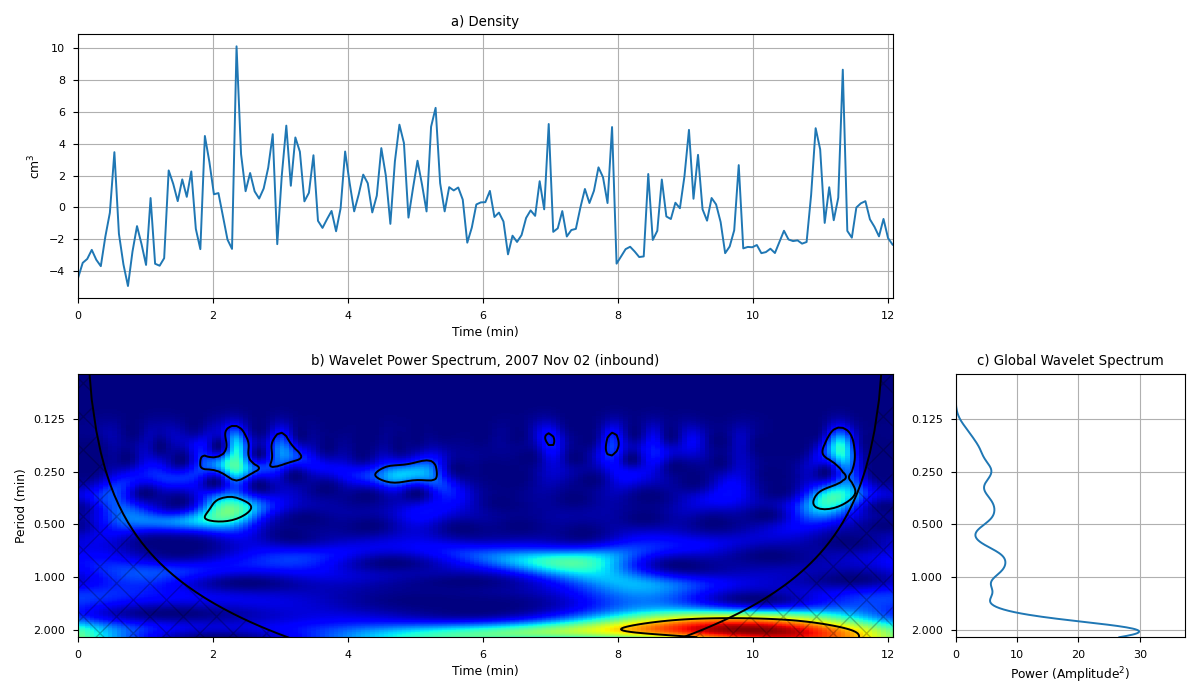 a) Density
10
8
6
4
2
0
−2
−4
cm³
0 2 4 6 8 10 12
Time (min)
b) Wavelet Power Spectrum, 2007 Nov 02 (inbound)
0.125
0.250
0.500
1.000
2.000
Period (min)
0 2 4 6 8 10 12
Time (min)
c) Global Wavelet Spectrum
0.125
0.250
0.500
1.000
2.000
0 10 20 30
Power (Amplitude²)